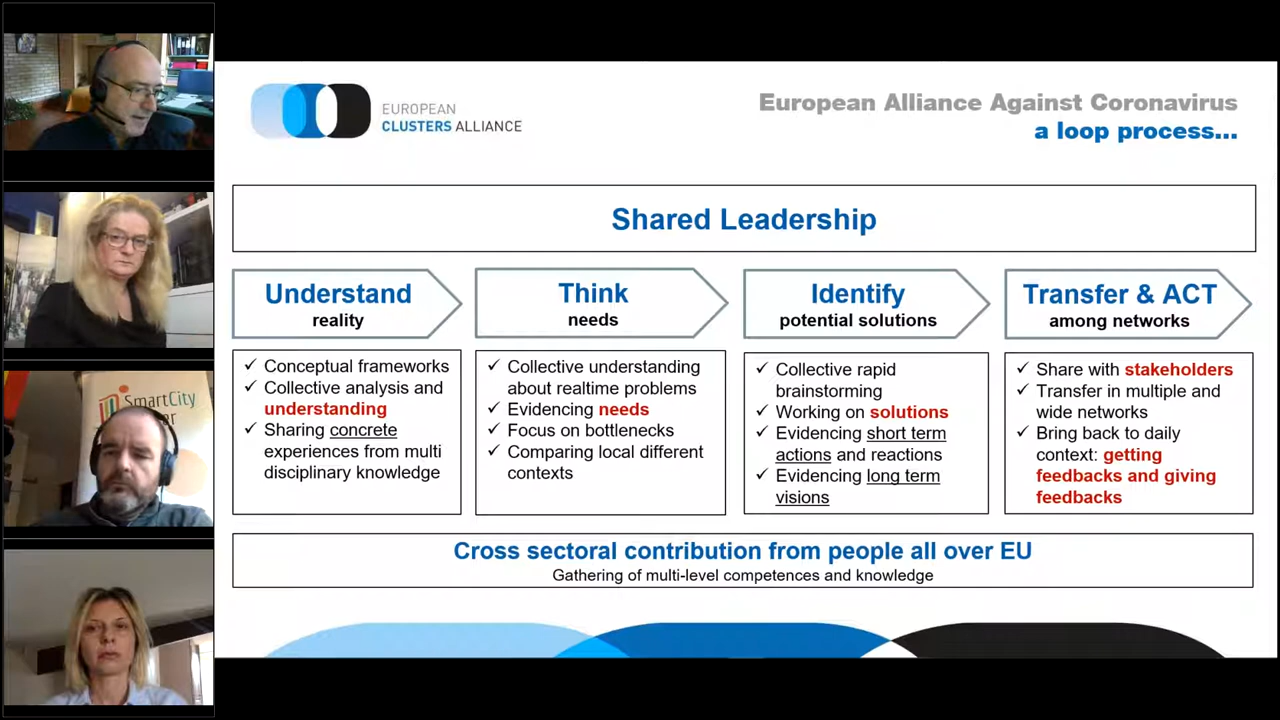 EUROPEAN
CLUSTERS ALLIANCE
European Alliance Against Coronavirus
a loop process...
Shared Leadership
Understand
reality
✓ Conceptual frameworks
✓ Collective analysis and
understanding
✓ Sharing concrete
experiences from multi
disciplinary knowledge
Think
needs
✓ Collective understanding
about realtime problems
✓ Evidencing needs
✓ Focus on bottlenecks
✓ Comparing local different
contexts
Identify
potential solutions
✓ Collective rapid
brainstorming
✓ Working on solutions
✓ Evidencing short term
actions and reactions
✓ Evidencing long term
visions
Transfer & ACT
among networks
✓ Share with stakeholders
✓ Transfer in multiple and
wide networks
✓ Bring back to daily
context: getting
feedbacks and giving
feedbacks
Cross sectoral contribution from people all over EU
Gathering of multi-level competences and knowledge
SmartCity